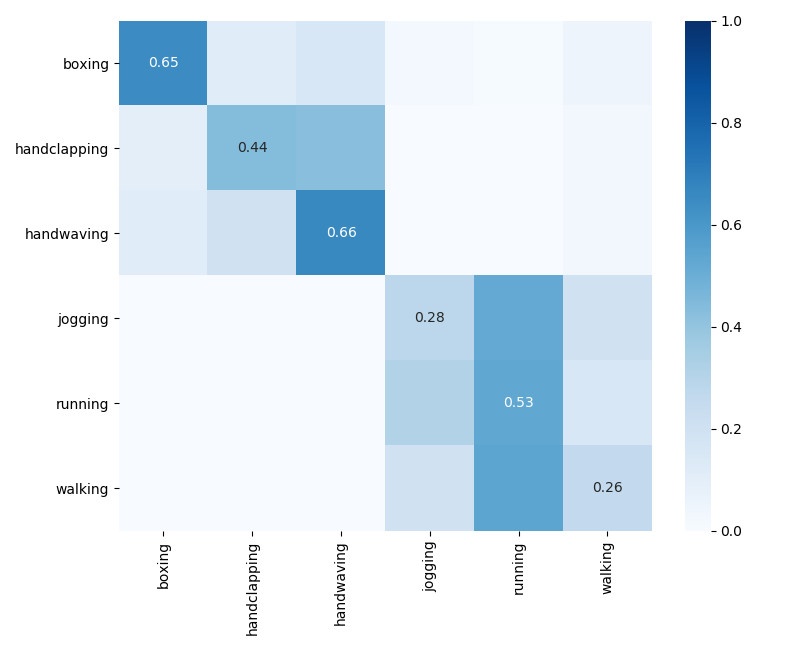 1.0
boxing 0.65
0.8
handclapping 0.44
0.6
handwaving 0.66
0.4
jogging 0.28
0.2
running 0.53
walking 0.26
0.0
boxing
handclapping
handwaving
jogging
running
walking